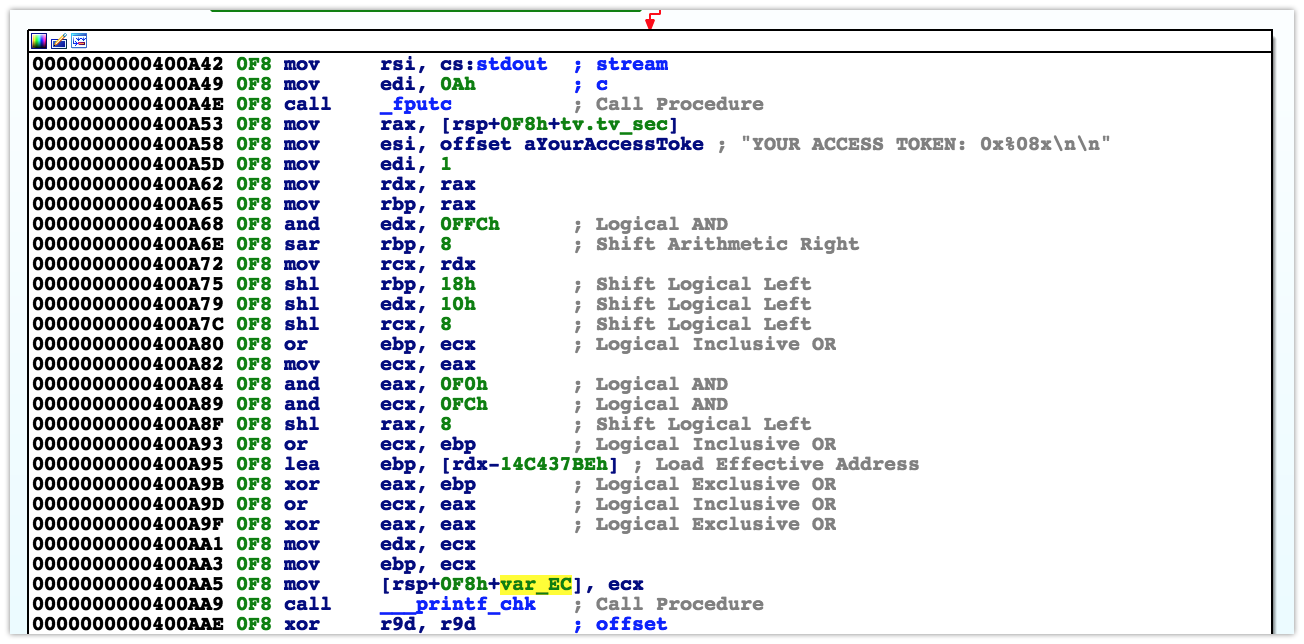 0000000000400A42 0F8 mov rsi, cs:stdout ; stream
0000000000400A49 0F8 mov edi, 0Ah ; c
0000000000400A4E 0F8 call _fputc ; Call Procedure
0000000000400A53 0F8 mov rax, [rsp+0F8h+tv.tv_sec]
0000000000400A58 0F8 mov esi, offset aYourAccessToke ; "YOUR ACCESS TOKEN: 0x%08x\n\n"
0000000000400A5D 0F8 mov edi, 1
0000000000400A62 0F8 mov rdx, rax
0000000000400A65 0F8 mov rbp, rax
0000000000400A68 0F8 and edx, 0FFCh ; Logical AND
0000000000400A6E 0F8 sar rbp, 8 ; Shift Arithmetic Right
0000000000400A72 0F8 mov rcx, rdx
0000000000400A75 0F8 shl rbp, 18h ; Shift Logical Left
0000000000400A79 0F8 shl edx, 10h ; Shift Logical Left
0000000000400A7C 0F8 shl rcx, 8 ; Shift Logical Left
0000000000400A80 0F8 or ebp, ecx ; Logical Inclusive OR
0000000000400A82 0F8 mov ecx, eax
0000000000400A84 0F8 and eax, 0F0h ; Logical AND
0000000000400A89 0F8 and ecx, 0FCh ; Logical AND
0000000000400A8F 0F8 shl rax, 8 ; Shift Logical Left
0000000000400A93 0F8 or ecx, ebp ; Logical Inclusive OR
0000000000400A95 0F8 lea ebp, [rdx-14C437BEh] ; Load Effective Address
0000000000400A9B 0F8 xor eax, ebp ; Logical Exclusive OR
0000000000400A9D 0F8 or ecx, eax ; Logical Inclusive OR
0000000000400A9F 0F8 xor eax, eax ; Logical Exclusive OR
0000000000400AA1 0F8 mov edx, ecx
0000000000400AA3 0F8 mov ebp, ecx
0000000000400AA5 0F8 mov [rsp+0F8h+var_EC], ecx
0000000000400AA9 0F8 call ___printf_chk ; Call Procedure
0000000000400AAE 0F8 xor r9d, r9d ; offset